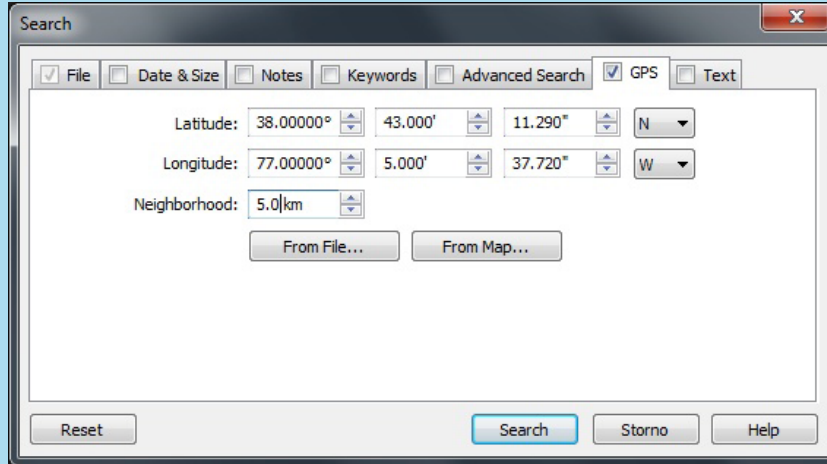 Search
File Date & Size Notes Keywords Advanced Search GPS Text
Latitude: 38.00000° 43.000' 11.290" N
Longitude: 77.00000° 5.000' 37.720" W
Neighborhood: 5.0 km
From File... From Map...
Reset Search Storno Help